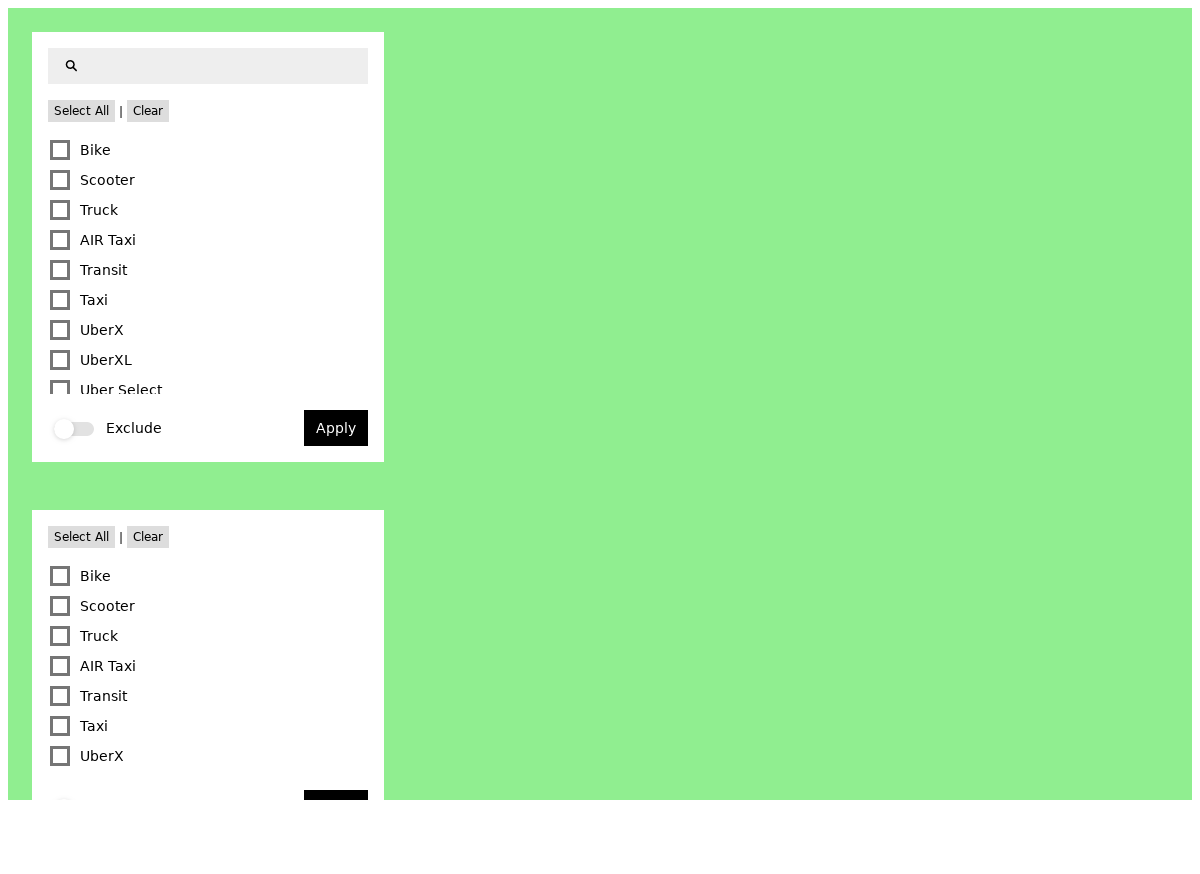 Select All | Clear
Bike
Scooter
Truck
AIR Taxi
Transit
Taxi
UberX
UberXL
Uber Select
Exclude Apply
Select All | Clear
Bike
Scooter
Truck
AIR Taxi
Transit
Taxi
UberX